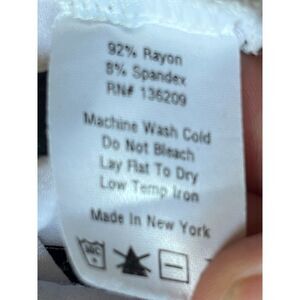 92% Rayon
8% Spandex
RN# 136209
Machine Wash Cold
Do Not Bleach
Lay Flat To Dry
Low Temp Iron
Made In New York